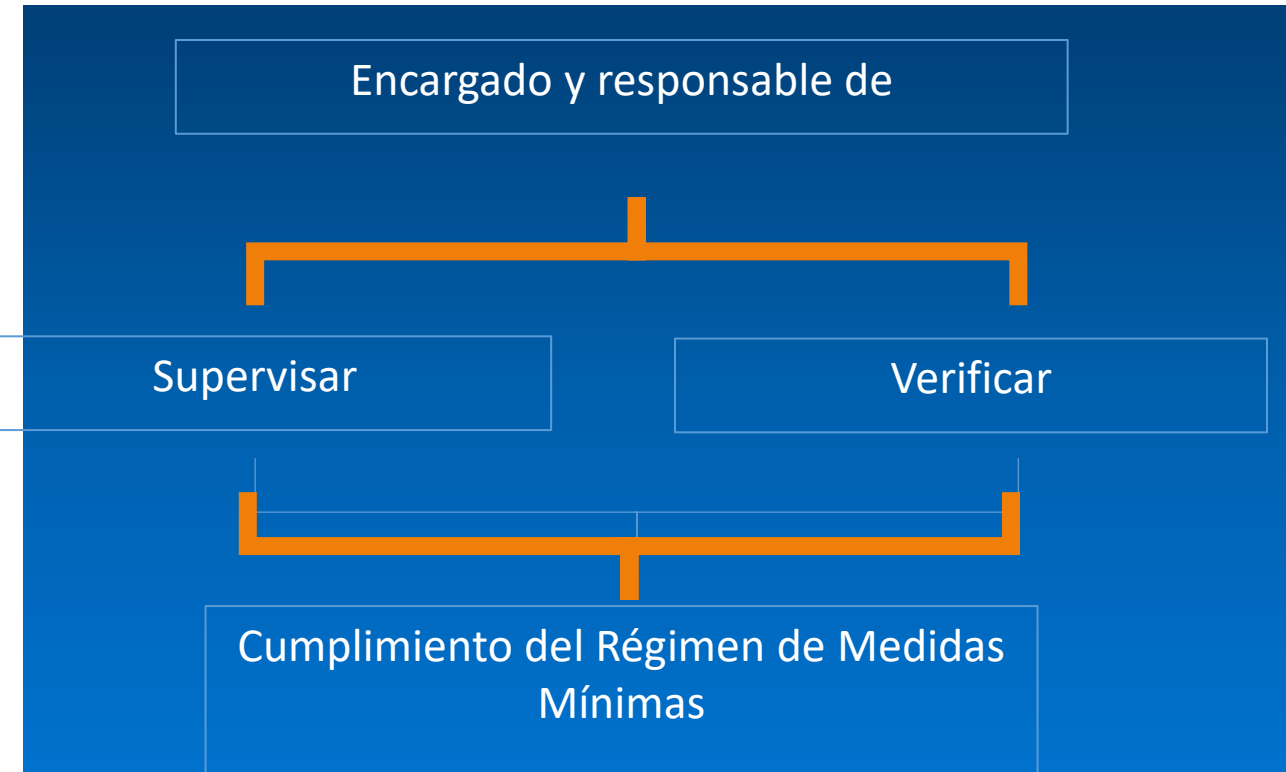 Encargado y responsable de
Supervisar
Verificar
Cumplimiento del Régimen de Medidas
Mínimas